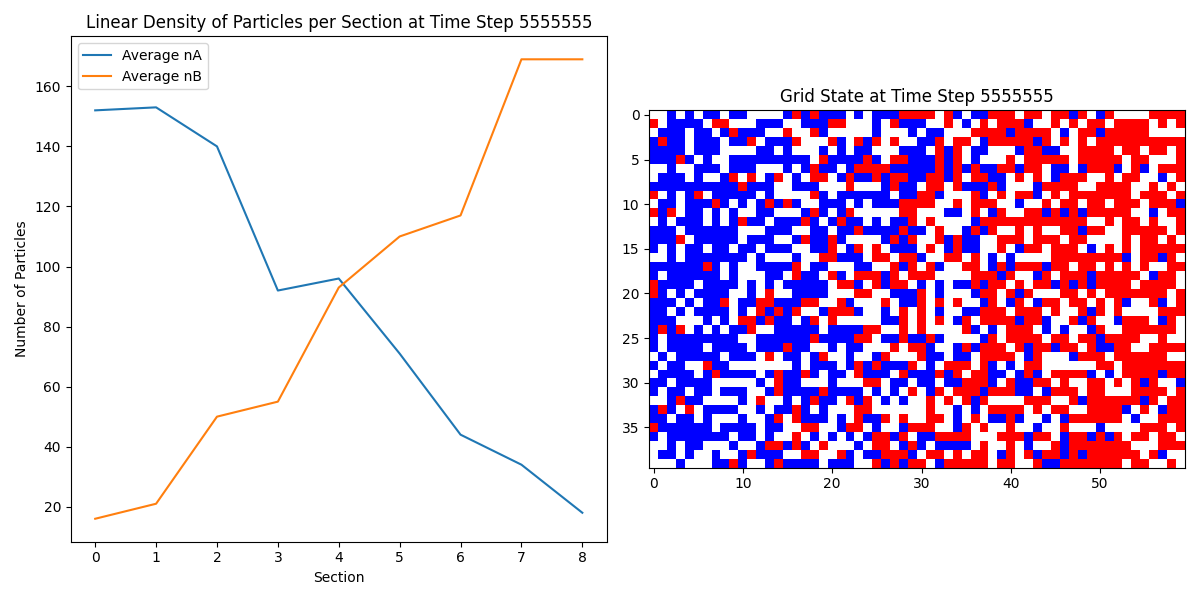 Linear Density of Particles per Section at Time Step 5555555
Average nA
Average nB
160
140
120
100
80
60
40
20
Number of Particles
0 1 2 3 4 5 6 7 8
Section
Grid State at Time Step 5555555
0
5
10
15
20
25
30
35
0 10 20 30 40 50